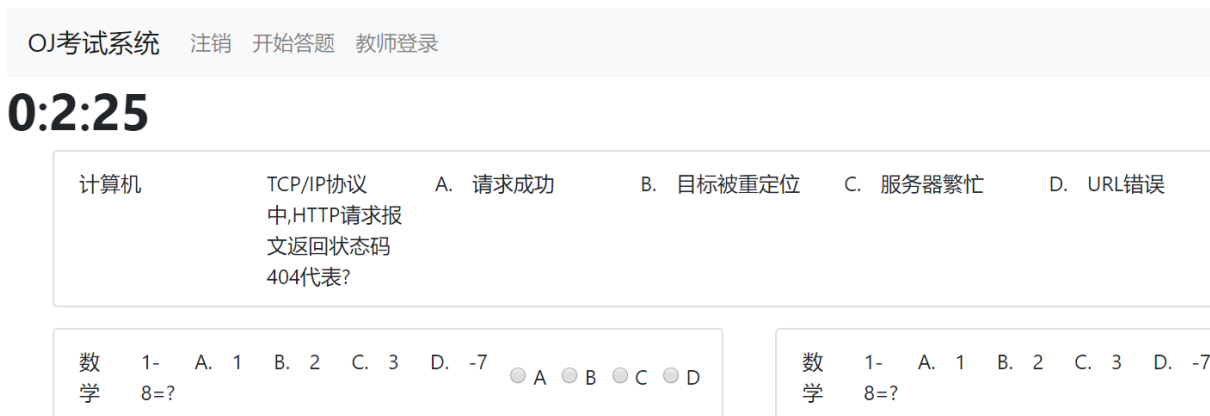 OJ考试系统 注销 开始答题 教师登录
0:2:25
计算机 TCP/IP协议 A. 请求成功 B. 目标被重定位 C. 服务器繁忙 D. URL错误
中,HTTP请求报
文返回状态码
404代表?
数 1- A. 1 B. 2 C. 3 D. -7 A B C D
学 8=?
数 1- A. 1 B. 2 C. 3 D. -7
学 8=?